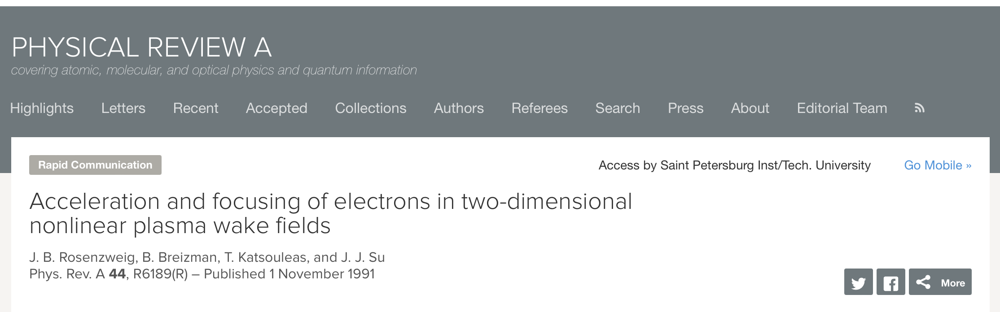 PHYSICAL REVIEW A
covering atomic, molecular, and optical physics and quantum information
Highlights Letters Recent Accepted Collections Authors Referees Search Press About Editorial Team
Rapid Communication
Access by Saint Petersburg Inst/Tech. University Go Mobile »
Acceleration and focusing of electrons in two-dimensional
nonlinear plasma wake fields
J. B. Rosenzweig, B. Breizman, T. Katsouleas, and J. J. Su
Phys. Rev. A 44, R6189(R) – Published 1 November 1991
More